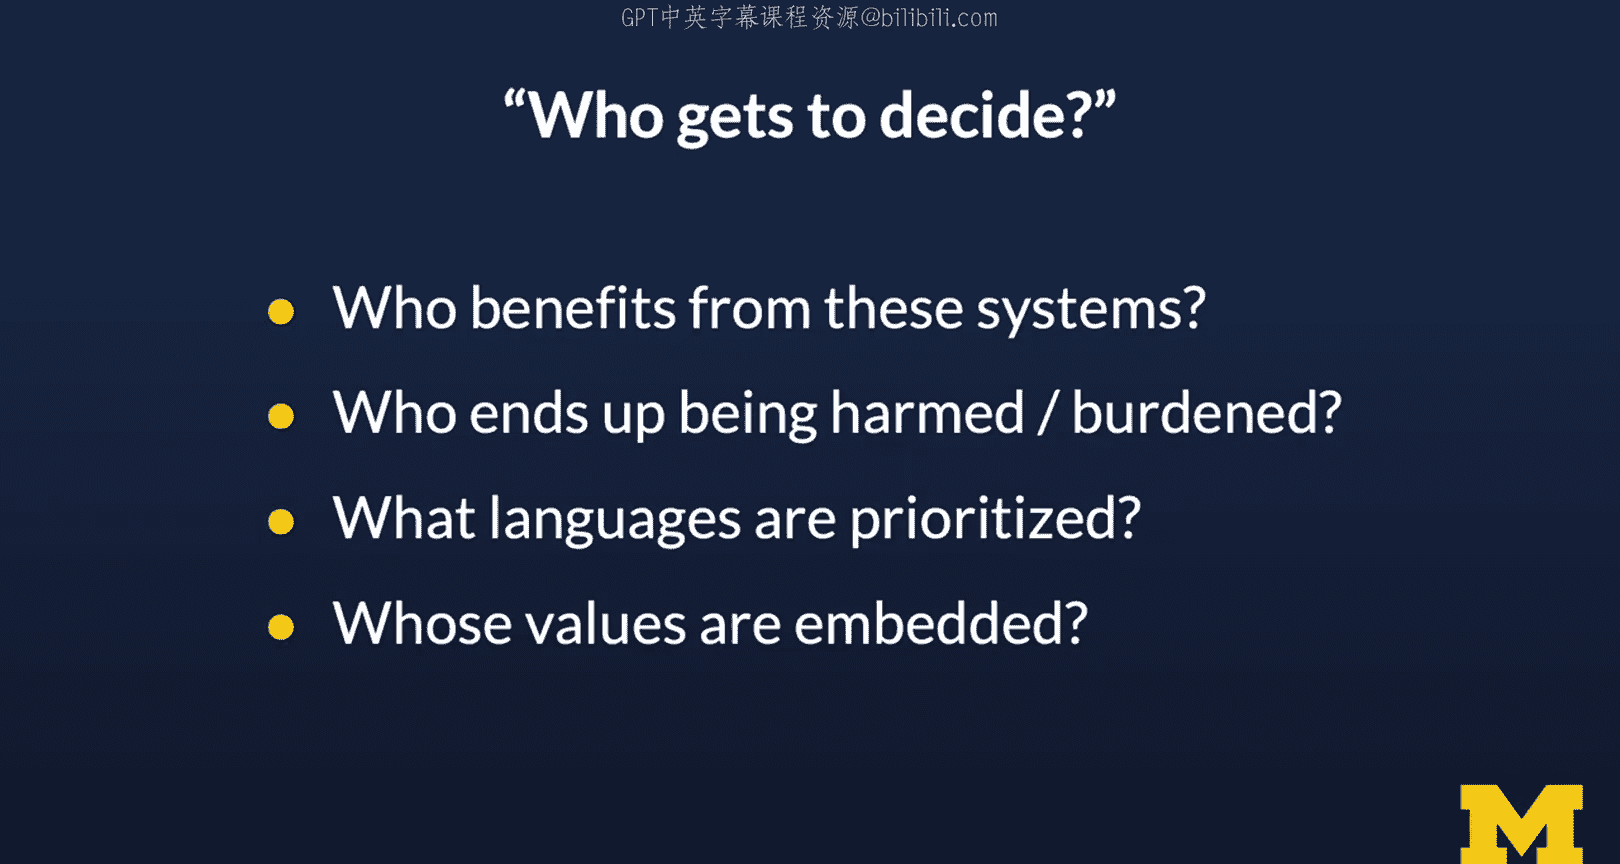 GPT中英字幕课程资源@bilibili.com
“Who gets to decide?”
Who benefits from these systems?
Who ends up being harmed / burdened?
What languages are prioritized?
Whose values are embedded?
M